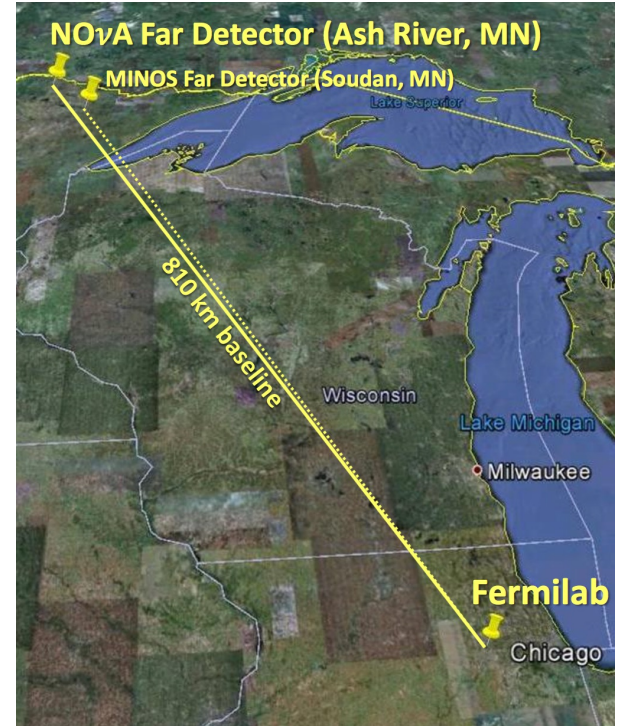 NOνA Far Detector (Ash River, MN)
MINOS Far Detector (Soudan, MN)
Lake Superior
810 km baseline
Wisconsin
Lake Michigan
Milwaukee
Fermilab
Chicago